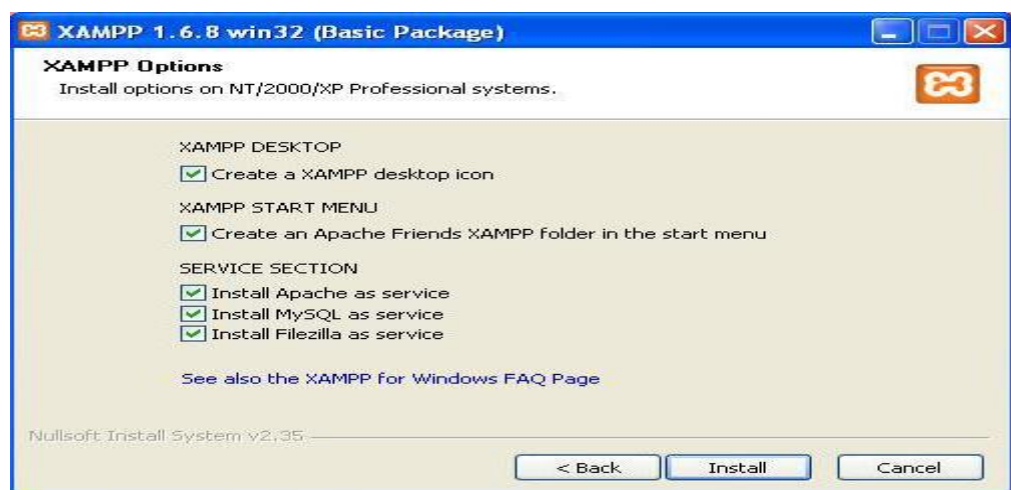 XAMPP 1.6.8 win32 (Basic Package)
XAMPP Options
Install options on NT/2000/XP Professional systems.
XAMPP DESKTOP
Create a XAMPP desktop icon
XAMPP START MENU
Create an Apache Friends XAMPP folder in the start menu
SERVICE SECTION
Install Apache as service
Install MySQL as service
Install Filezilla as service
See also the XAMPP for Windows FAQ Page
Nullsoft Install System v2.35
< Back Install Cancel